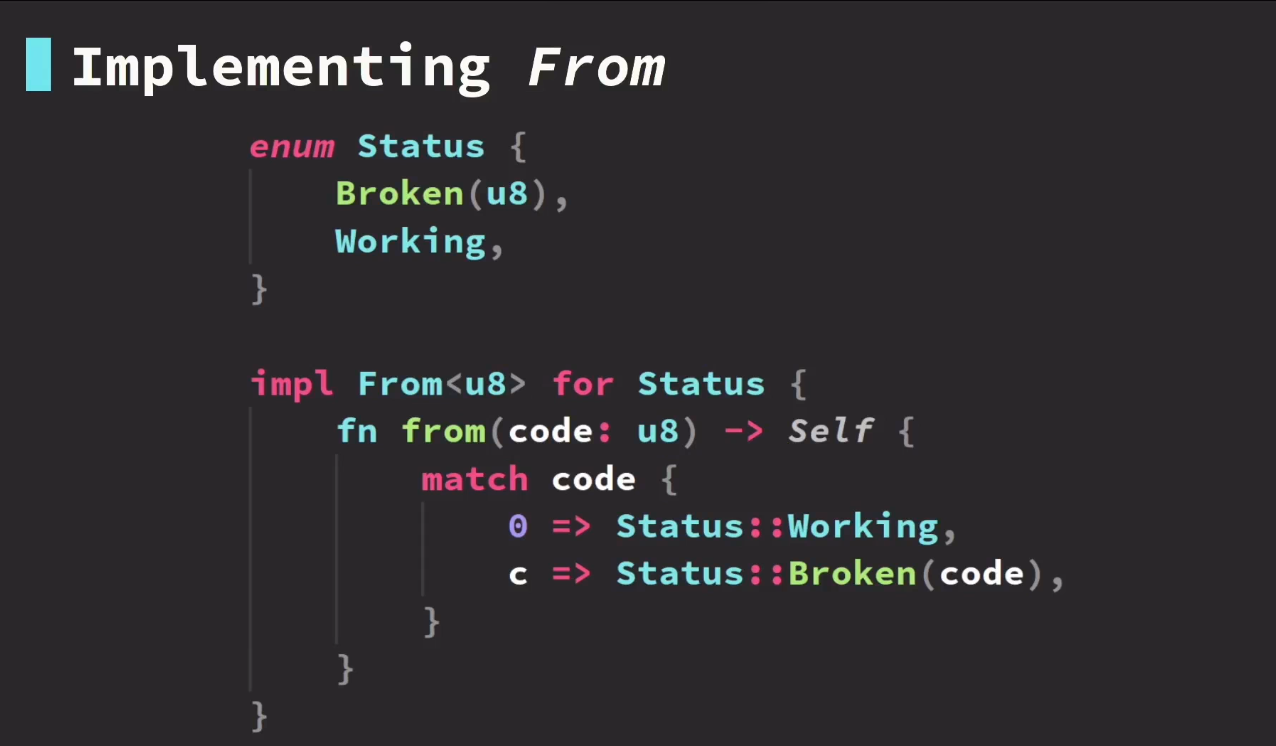 Implementing From
enum Status {
    Broken(u8),
    Working,
}
impl From<u8> for Status {
    fn from(code: u8) -> Self {
        match code {
            0 => Status::Working,
            c => Status::Broken(code),
        }
    }
}